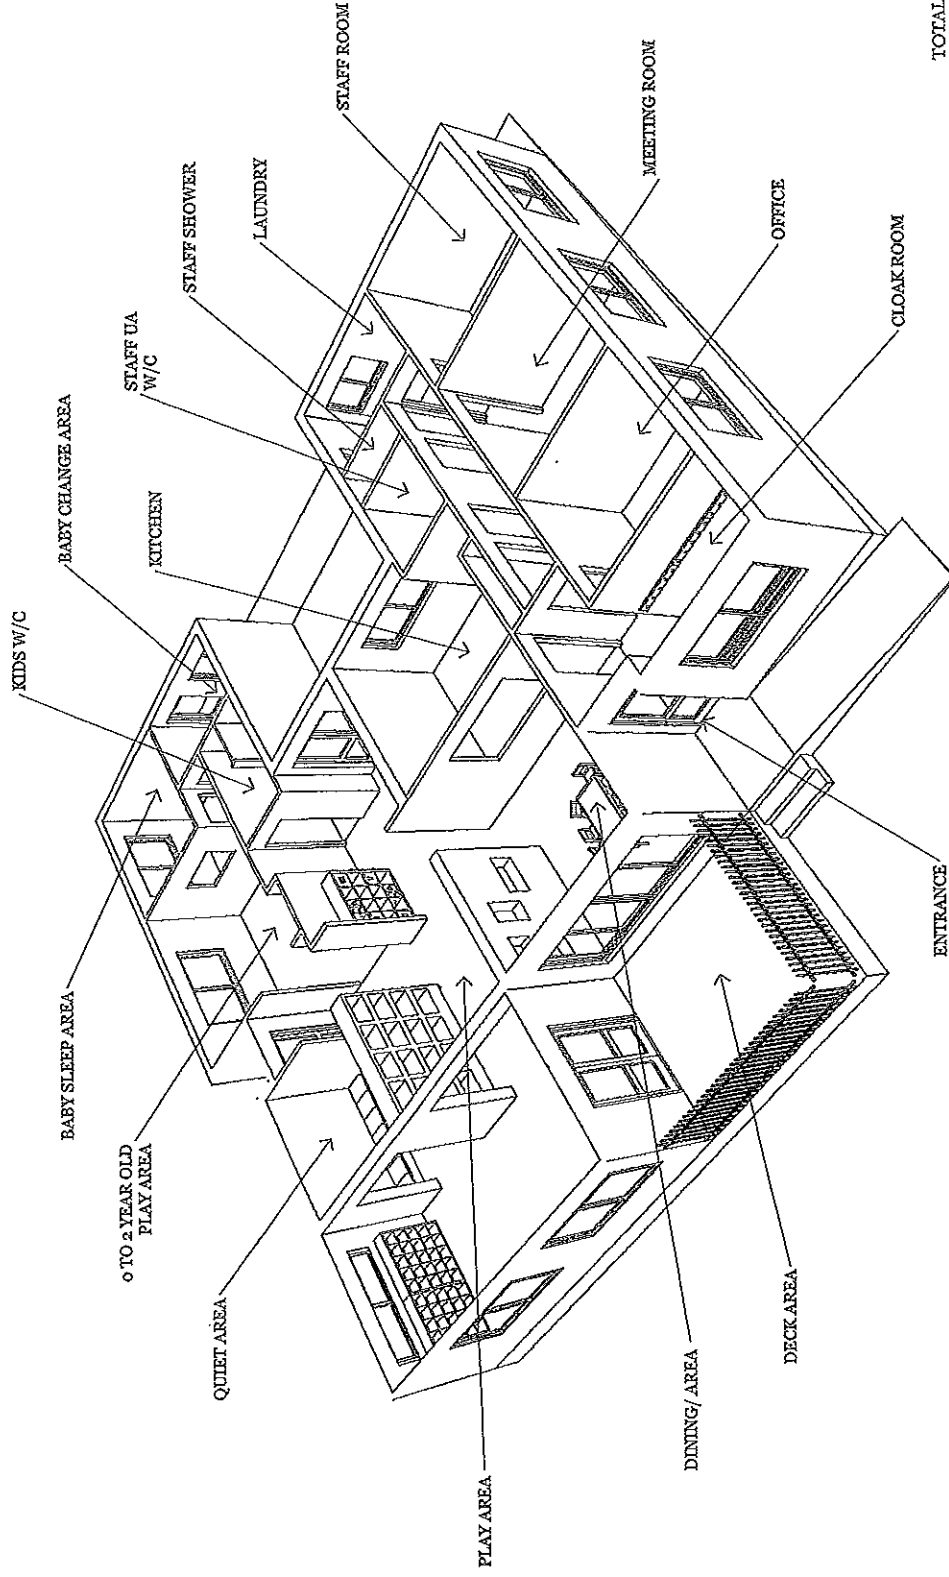 KIDS W/C
BABY CHANGE AREA
BABY SLEEP AREA
STAFF UA
W/C
STAFF SHOWER
LAUNDRY
STAFF ROOM
KITCHEN
0 TO 2 YEAR OLD
PLAY AREA
QUIET AREA
MEETING ROOM
OFFICE
CLOAK ROOM
PLAY AREA
DINING/ AREA
DECK AREA
ENTRANCE
TOTAL